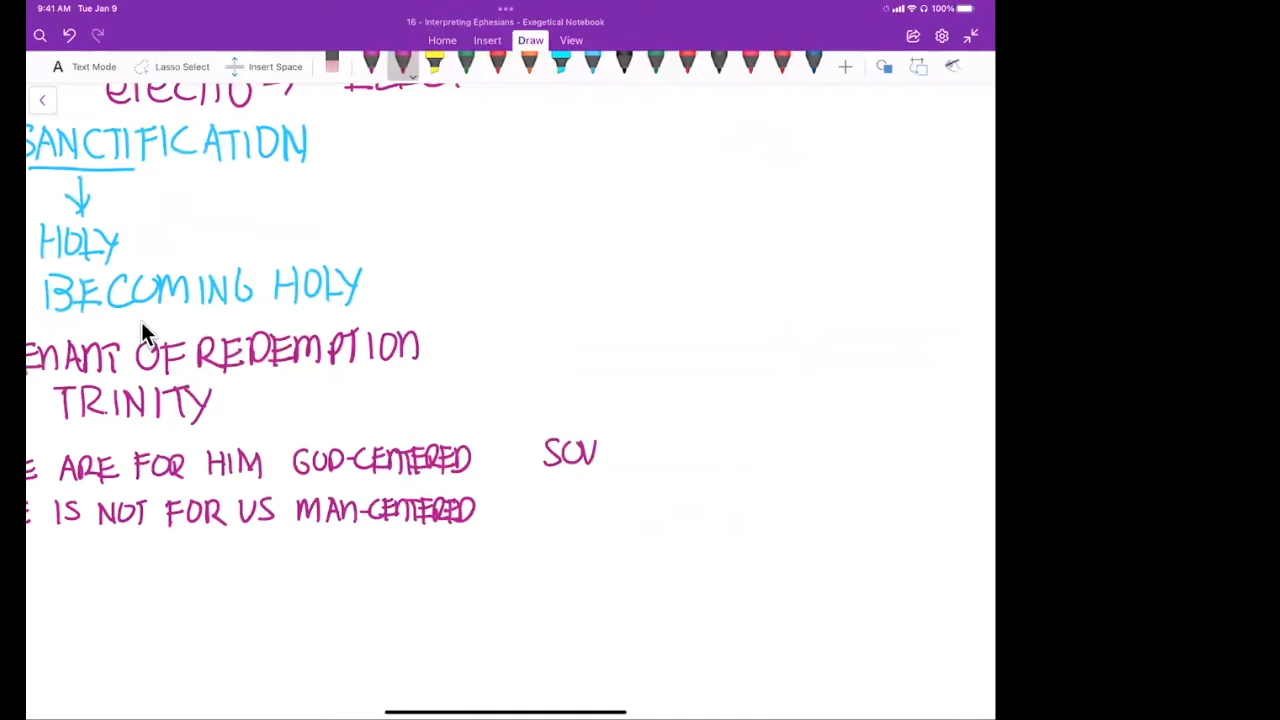 9:41 AM Tue Jan 9
100%
16 - Interpreting Ephesians - Exegetical Notebook
Home Insert Draw View
A Text Mode Lasso Select Insert Space
SANCTIFICATION
HOLY
BECOMING HOLY
ENANT OF REDEMPTION
TRINITY
E ARE FOR HIM GOD-CENTERED SOV
E IS NOT FOR US MAN-CENTERED